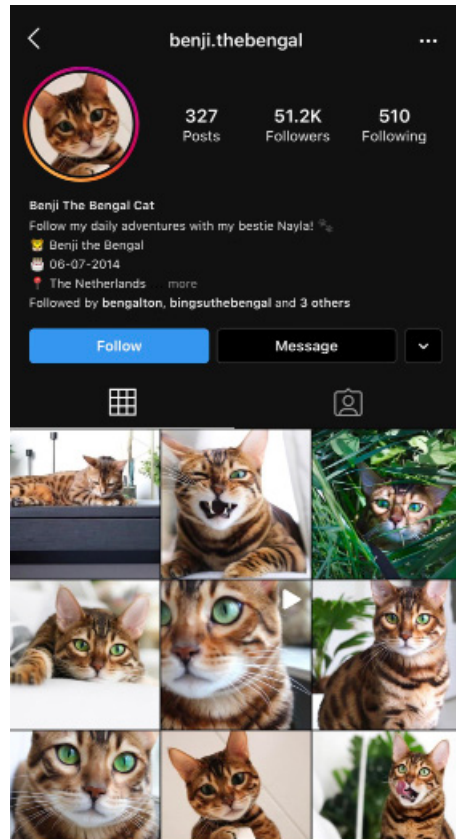 benji.thebengal
327 51.2K 510
Posts Followers Following
Benji The Bengal Cat
Follow my daily adventures with my bestie Nayla! 🐾
🐯 Benji the Bengal
🎂 06-07-2014
📍 The Netherlands more
Followed by bengalton, bingsuthebengal and 3 others
Follow Message